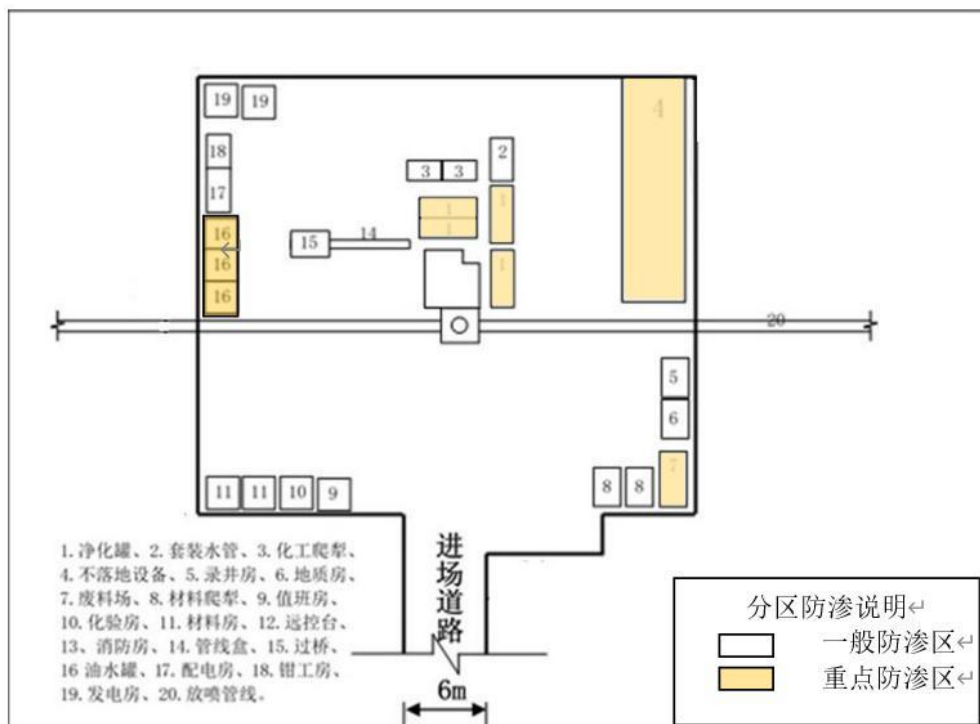 19 19
4
18
2
3 3
17
1
1
1
16
14
15
16
1
16
20
5
6
7
8 8
11 11 10 9
1. 净化罐、2. 套装水管、3. 化工爬犁、
4. 不落地设备、5. 录井房、6. 地质房、
7. 废料场、8. 材料爬犁、9. 值班房、
10. 化验房、11. 材料房、12. 远控台、
13、消防房、14. 管线盒、15. 过桥、
16 油水罐、17. 配电房、18. 钳工房、
19. 发电房、20. 放喷管线。
进场道路
6m
分区防渗说明↵
一般防渗区↵
重点防渗区↵